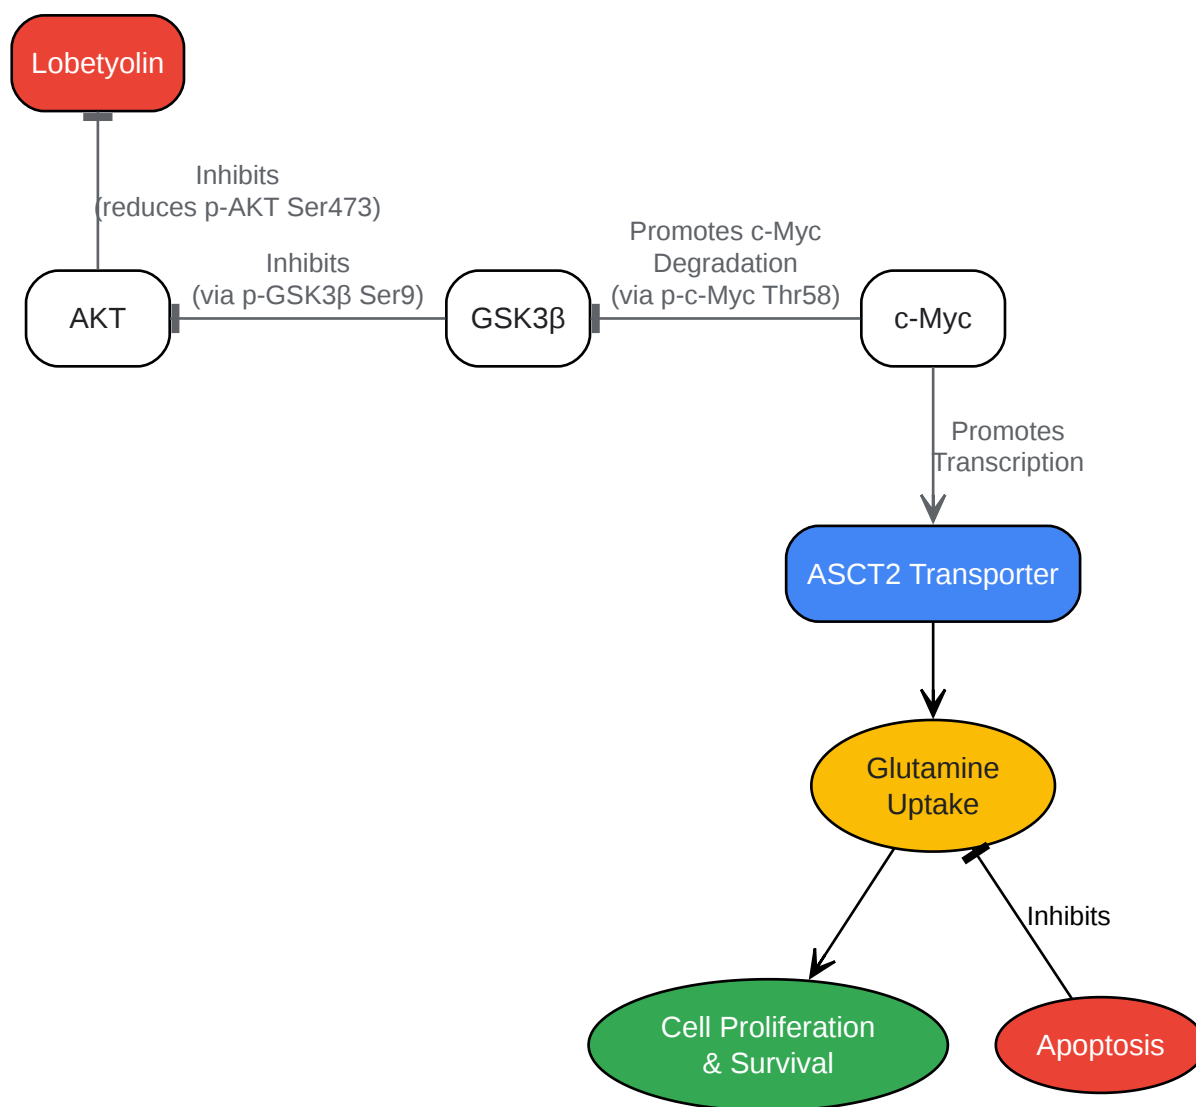 Lobetyolin
Inhibits
(reduces p-AKT Ser473)
AKT
Inhibits
(via p-GSK3β Ser9)
GSK3β
Promotes c-Myc
Degradation
(via p-c-Myc Thr58)
c-Myc
Promotes
Transcription
ASCT2 Transporter
Glutamine
Uptake
Inhibits
Cell Proliferation
& Survival
Apoptosis